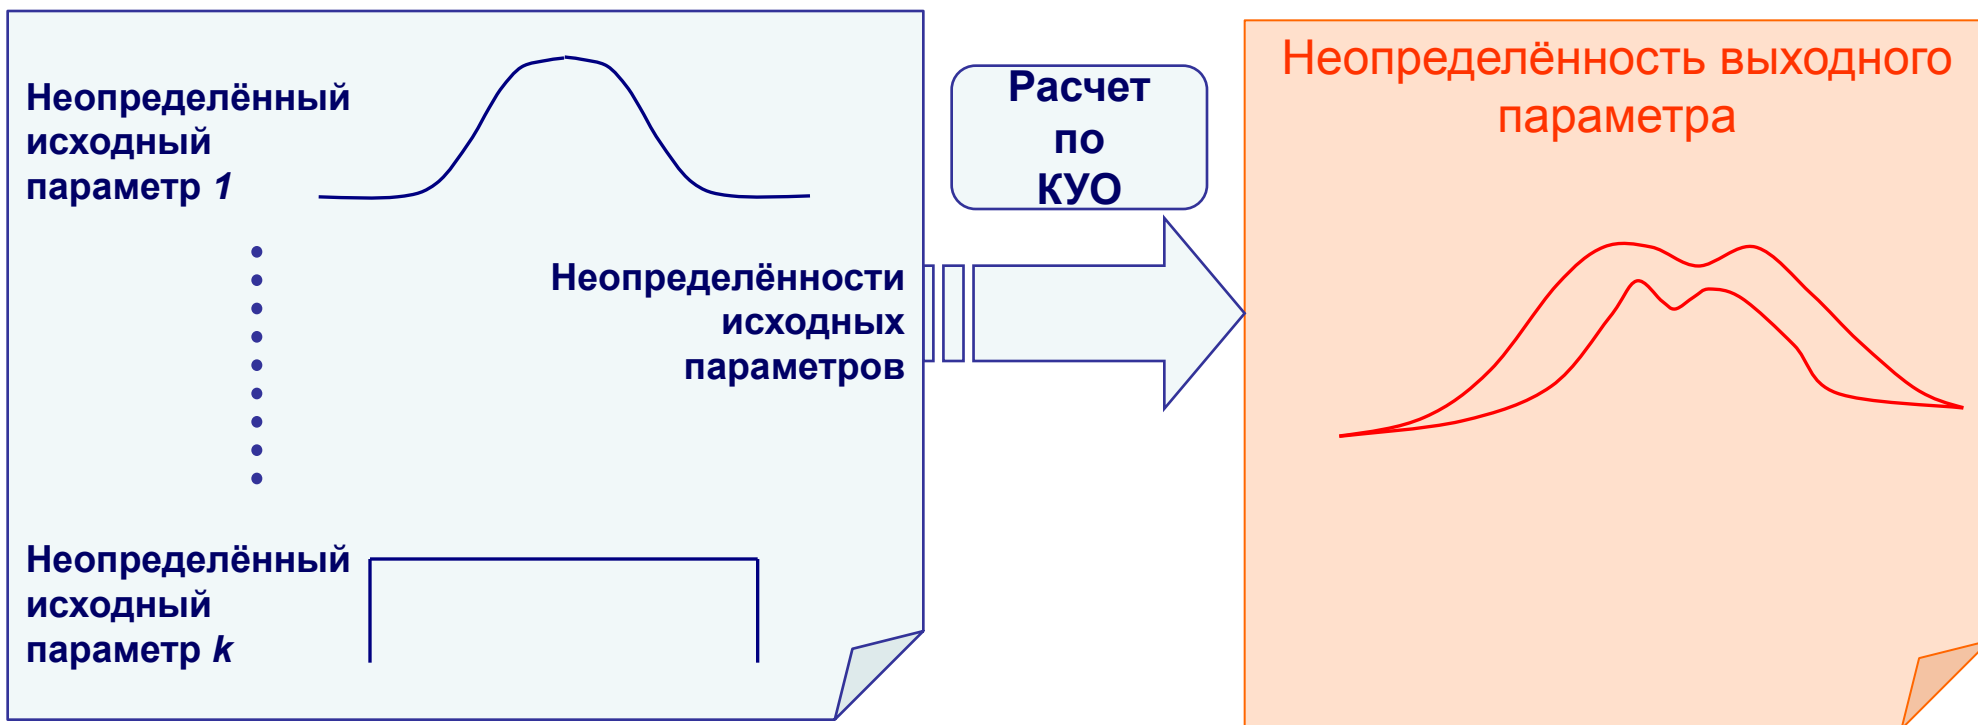 Неопределённый
исходный
параметр 1
Неопределённости
исходных
параметров
Неопределённый
исходный
параметр k
Расчет
по
КУО
Неопределённость выходного
параметра